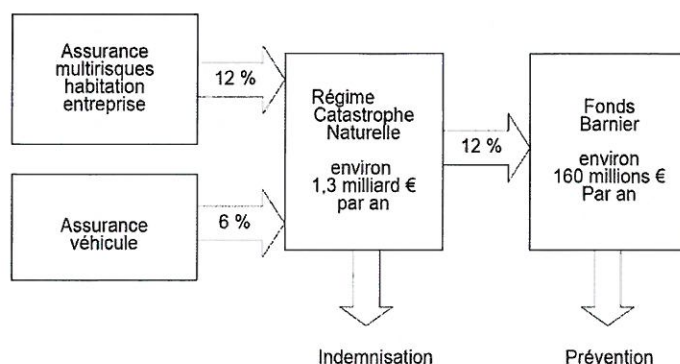 Assurance
multirisques
habitation
entreprise
12 %
Assurance
véhicule
6 %
Régime
Catastrophe
Naturelle
environ
1,3 milliard €
par an
12 %
Fonds
Barnier
environ
160 millions €
Par an
Indemnisation
Prévention